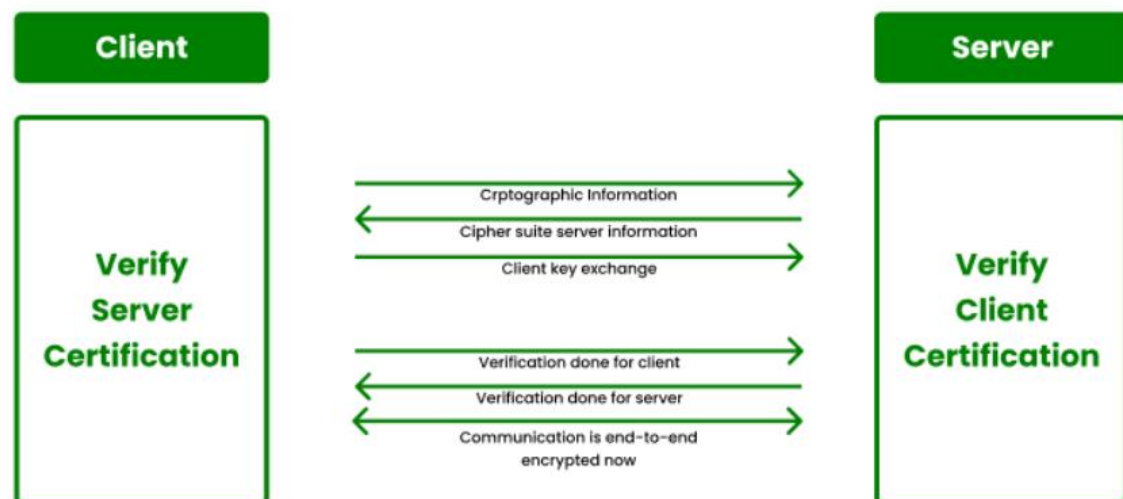 Client
Server
Crptographic Information
Cipher suite server information
Client key exchange
Verify
Server
Certification
Verify
Client
Certification
Verification done for client
Verification done for server
Communication is end-to-end
encrypted now